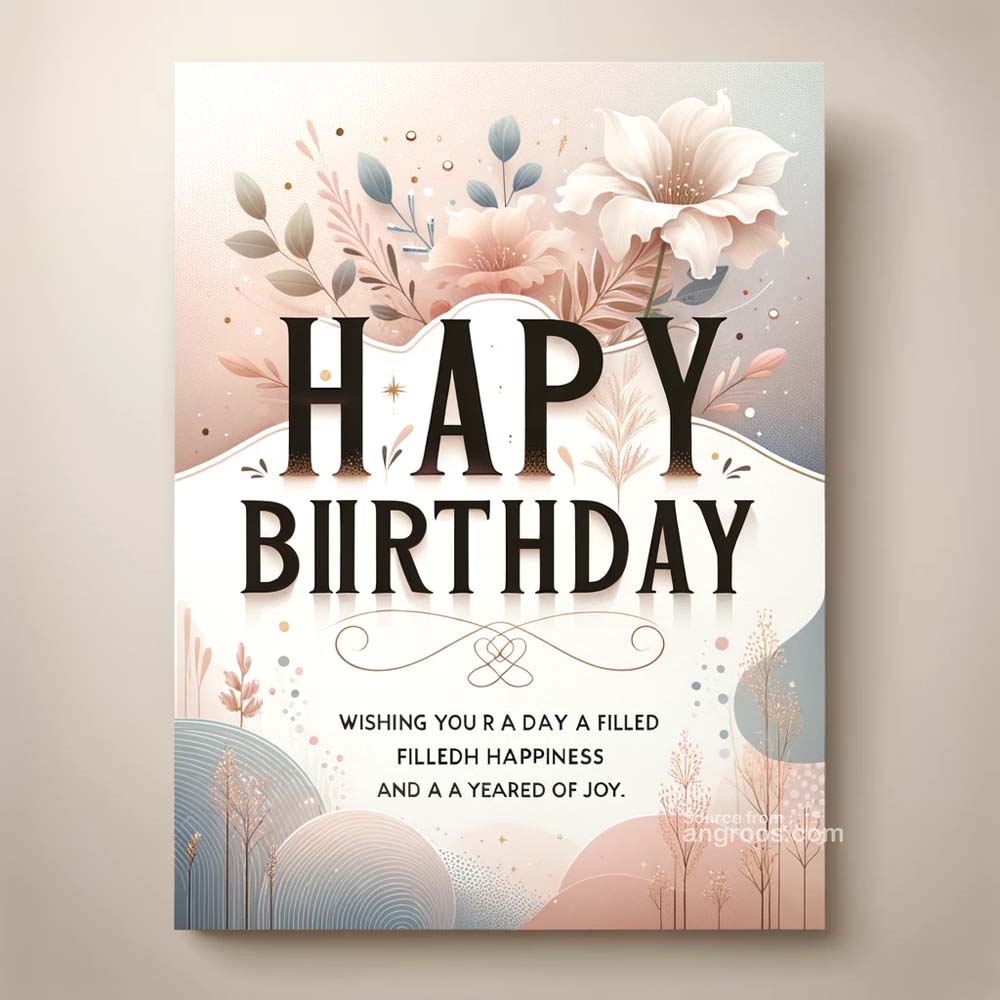 HAPY
BIIRTHDAY
WISHING YOU R A DAY A FILLED
FILLEDH HAPPINESS
AND A A YEARED OF JOY.
Source from
angroos.com